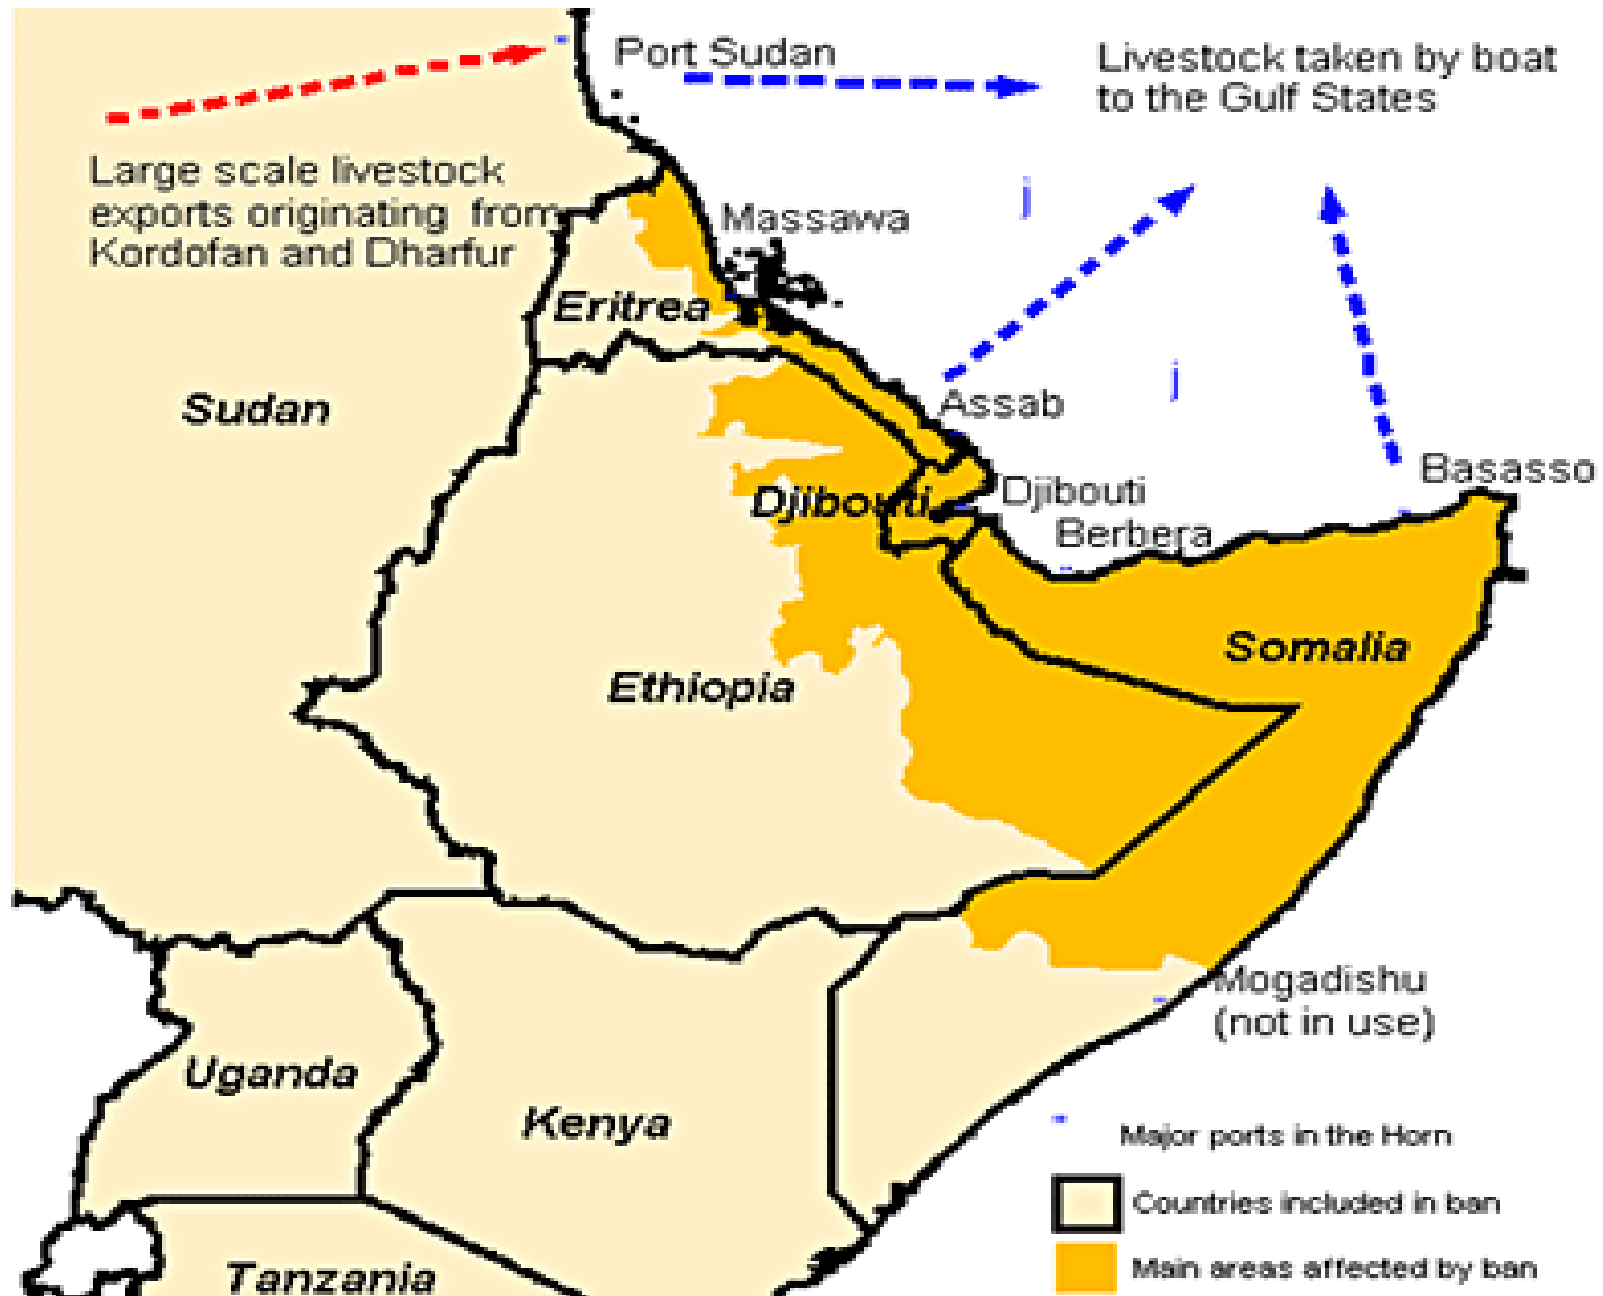 Port Sudan
Livestock taken by boat
to the Gulf States
Large scale livestock
exports originating from
Kordofan and Dharfur
j
Massawa
Eritrea
j
Sudan
Assab
Basasso
Djibouti
Djibouti
Berbera
Somalia
Ethiopia
Mogadishu
(not in use)
Uganda
Kenya
Major ports in the Horn
Countries included in ban
Tanzania
Main areas affected by ban